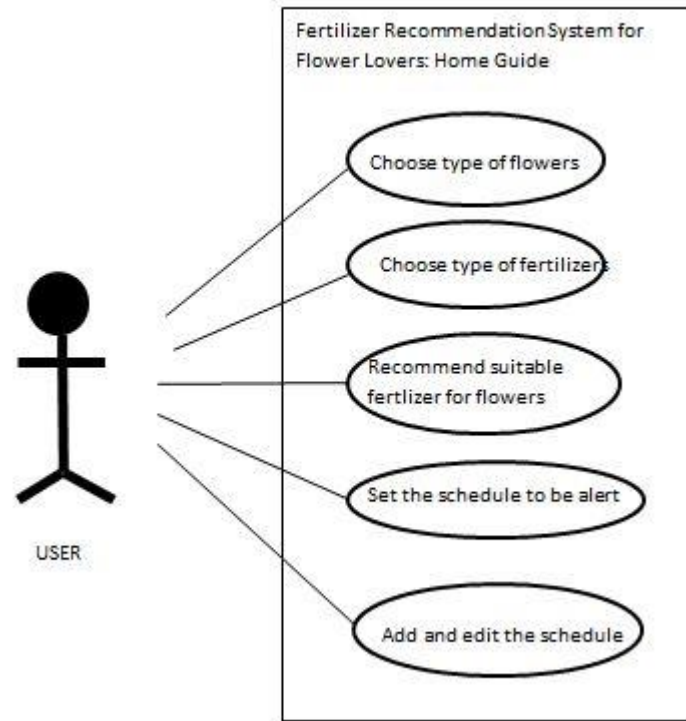 Fertilizer Recommendation System for
Flower Lovers: Home Guide
Choose type of flowers
Choose type of fertilizers
Recommend suitable
fertlizer for flowers
Set the schedule to be alert
Add and edit the schedule
USER